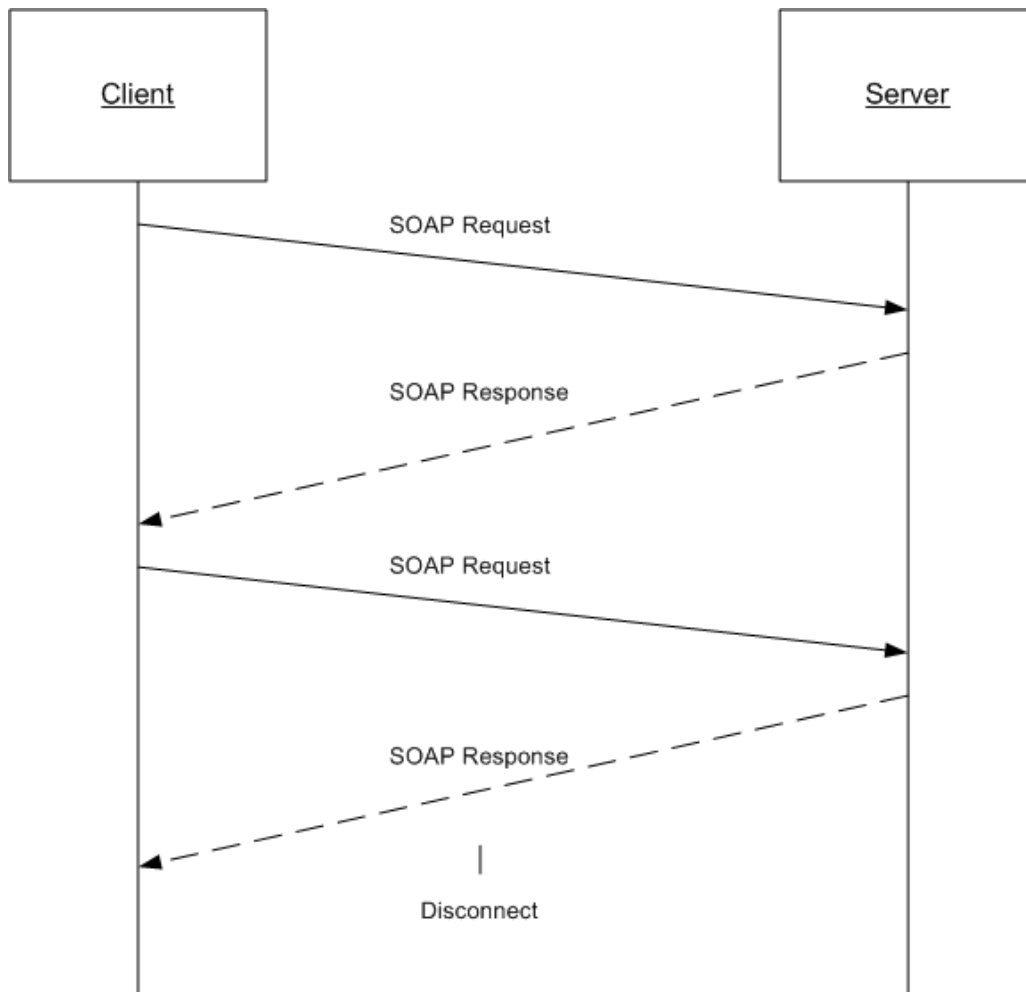 Client
Server
SOAP Request
SOAP Response
SOAP Request
SOAP Response
Disconnect